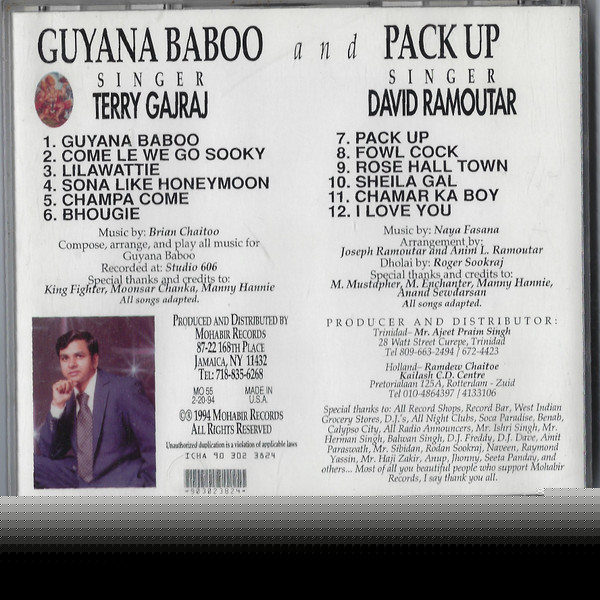 GUYANA BABOO and PACK UP
SINGER
TERRY GAJRAJ
1. GUYANA BABOO
2. COME LE WE GO SOOKY
3. LILAWATTIE
4. SONA LIKE HONEYMOON
5. CHAMPA COME
6. BHOUGIE
Music by: Brian Chaitoo
Compose, arrange, and play all music for
Guyana Baboo
Recorded at: Studio 606
Special thanks and credits to:
King Fighter, Moonsar Chanka, Manny Hannie
All songs adapted.
PRODUCED AND DISTRIBUTED BY
MOHABIR RECORDS
87-22 168TH PLACE
JAMAICA, NY 11432
TEL: 718-835-6268
MO 55 MADE IN
2-20-94 U.S.A.
©℗ 1994 MOHABIR RECORDS
ALL RIGHTS RESERVED
Unauthorized duplication is a violation of applicable laws
ICHA 90 302 3824
*903023824*
SINGER
DAVID RAMOUTAR
7. PACK UP
8. FOWL COCK
9. ROSE HALL TOWN
10. SHEILA GAL
11. CHAMAR KA BOY
12. I LOVE YOU
Music by: Naya Fasana
Arrangement by:
Joseph Ramoutar and Anim L. Ramoutar
Dholai by: Roger Sookraj
Special thanks and credits to:
M. Mustapher, M. Enchanter, Manny Hannie,
Anand Sewdarsan
All songs adapted.
PRODUCER AND DISTRIBUTOR:
Trinidad- Mr. Ajeet Praim Singh
28 Watt Street Curepe, Trinidad
Tel 809-663-2494 / 672-4423
Holland- Ramdew Chaitoe
Kailash C.D. Centre
Pretorialaan 125A, Rotterdam - Zuid
Tel 010-4864397 / 4133106
Special thanks to: All Record Shops, Record Bar, West Indian
Grocery Stores, D.J.'s, All Night Clubs, Soca Paradise, Benab,
Calypso City, All Radio Announcers, Mr. Ishri Singh, Mr.
Herman Singh, Balwan Singh, D.J. Freddy, D.J. Dave, Amit
Paraswath, Mr. Sibidan, Rodan Sookraj, Naveen, Raymond
Yassin, Mr. Haji Zakir, Anup, Jhonny, Seeta Panday, and
others... Most of all you beautiful people who support Mohabir
Records, I say thank you all.